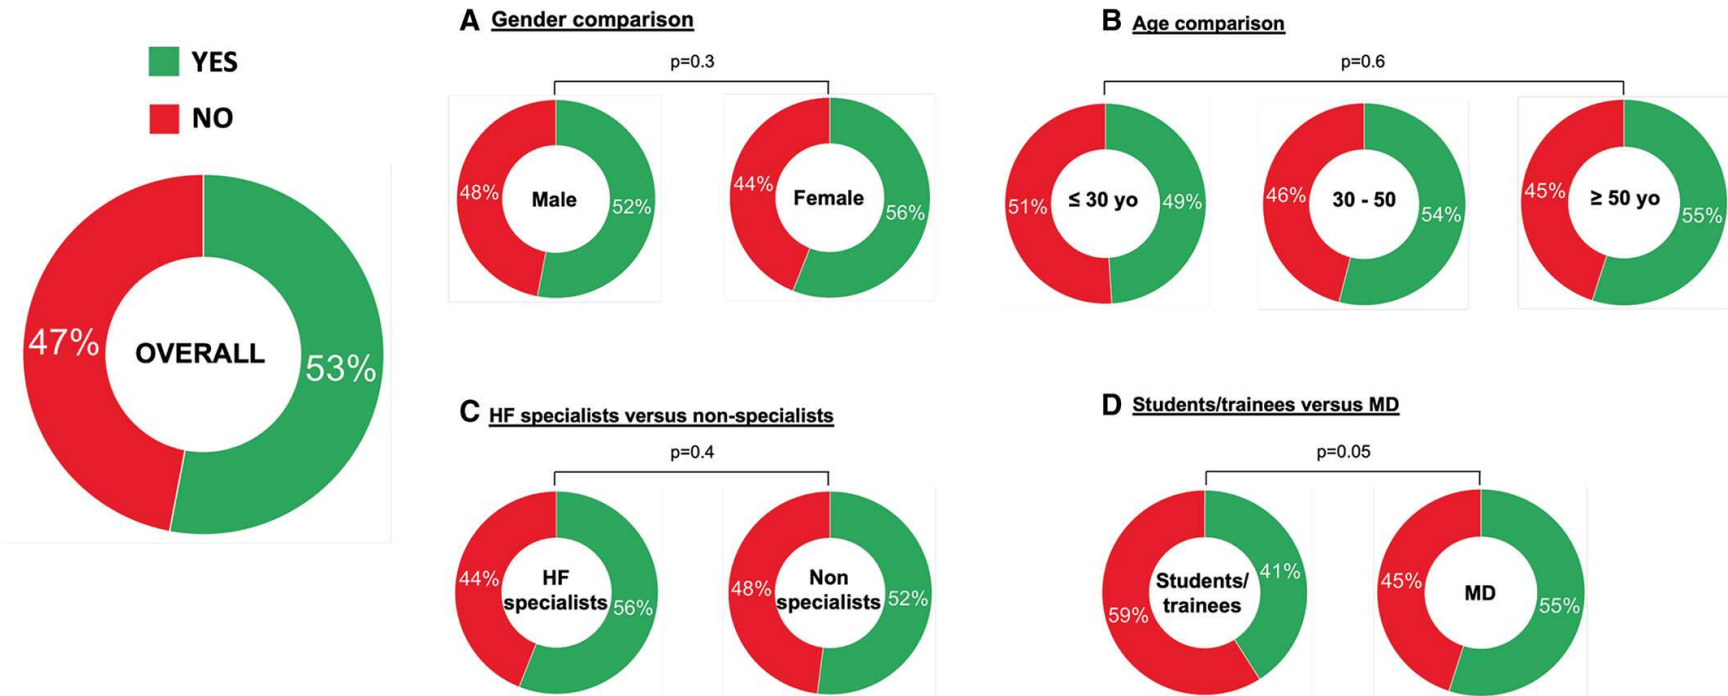 YES
NO
47%
OVERALL
53%
A Gender comparison
p=0.3
48%
Male
52%
44%
Female
56%
B Age comparison
p=0.6
51%
≤ 30 yo
49%
46%
30 - 50
54%
45%
≥ 50 yo
55%
C HF specialists versus non-specialists
p=0.4
44%
HF
specialists
56%
48%
Non
specialists
52%
D Students/trainees versus MD
p=0.05
59%
Students/
trainees
41%
45%
MD
55%